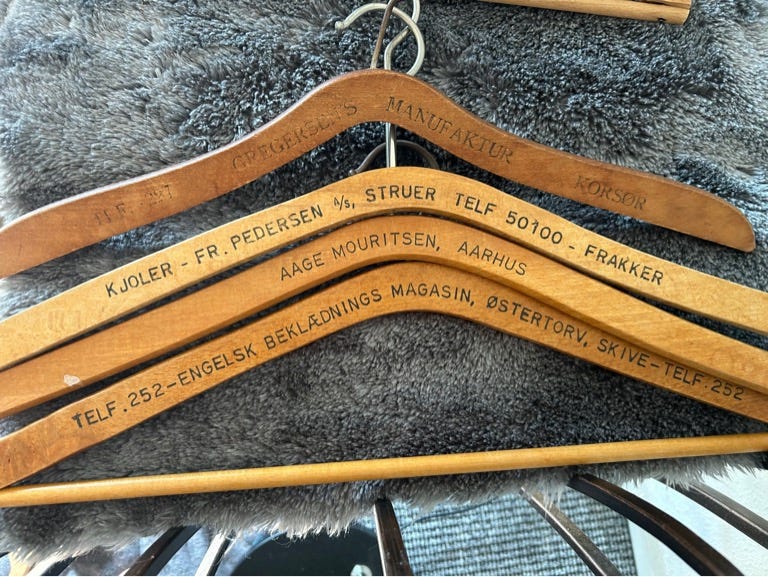 GREGERSEN'S MANUFAKTUR KORSØR
KJOLER - FR. PEDERSEN A/S, STRUER TELF 50100 - FRAKKER
AAGE MOURITSEN, AARHUS
TELF. 252-ENGELSK BEKLÆDNINGS MAGASIN, ØSTERTORV, SKIVE-TELF. 252